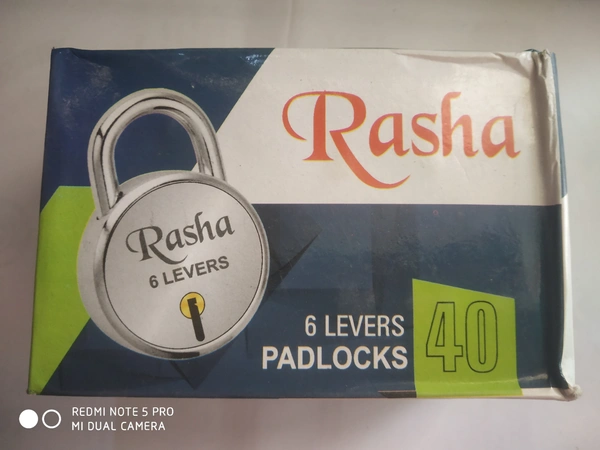 Rasha
Rasha
6 LEVERS
6 LEVERS
PADLOCKS
40
REDMI NOTE 5 PRO
MI DUAL CAMERA